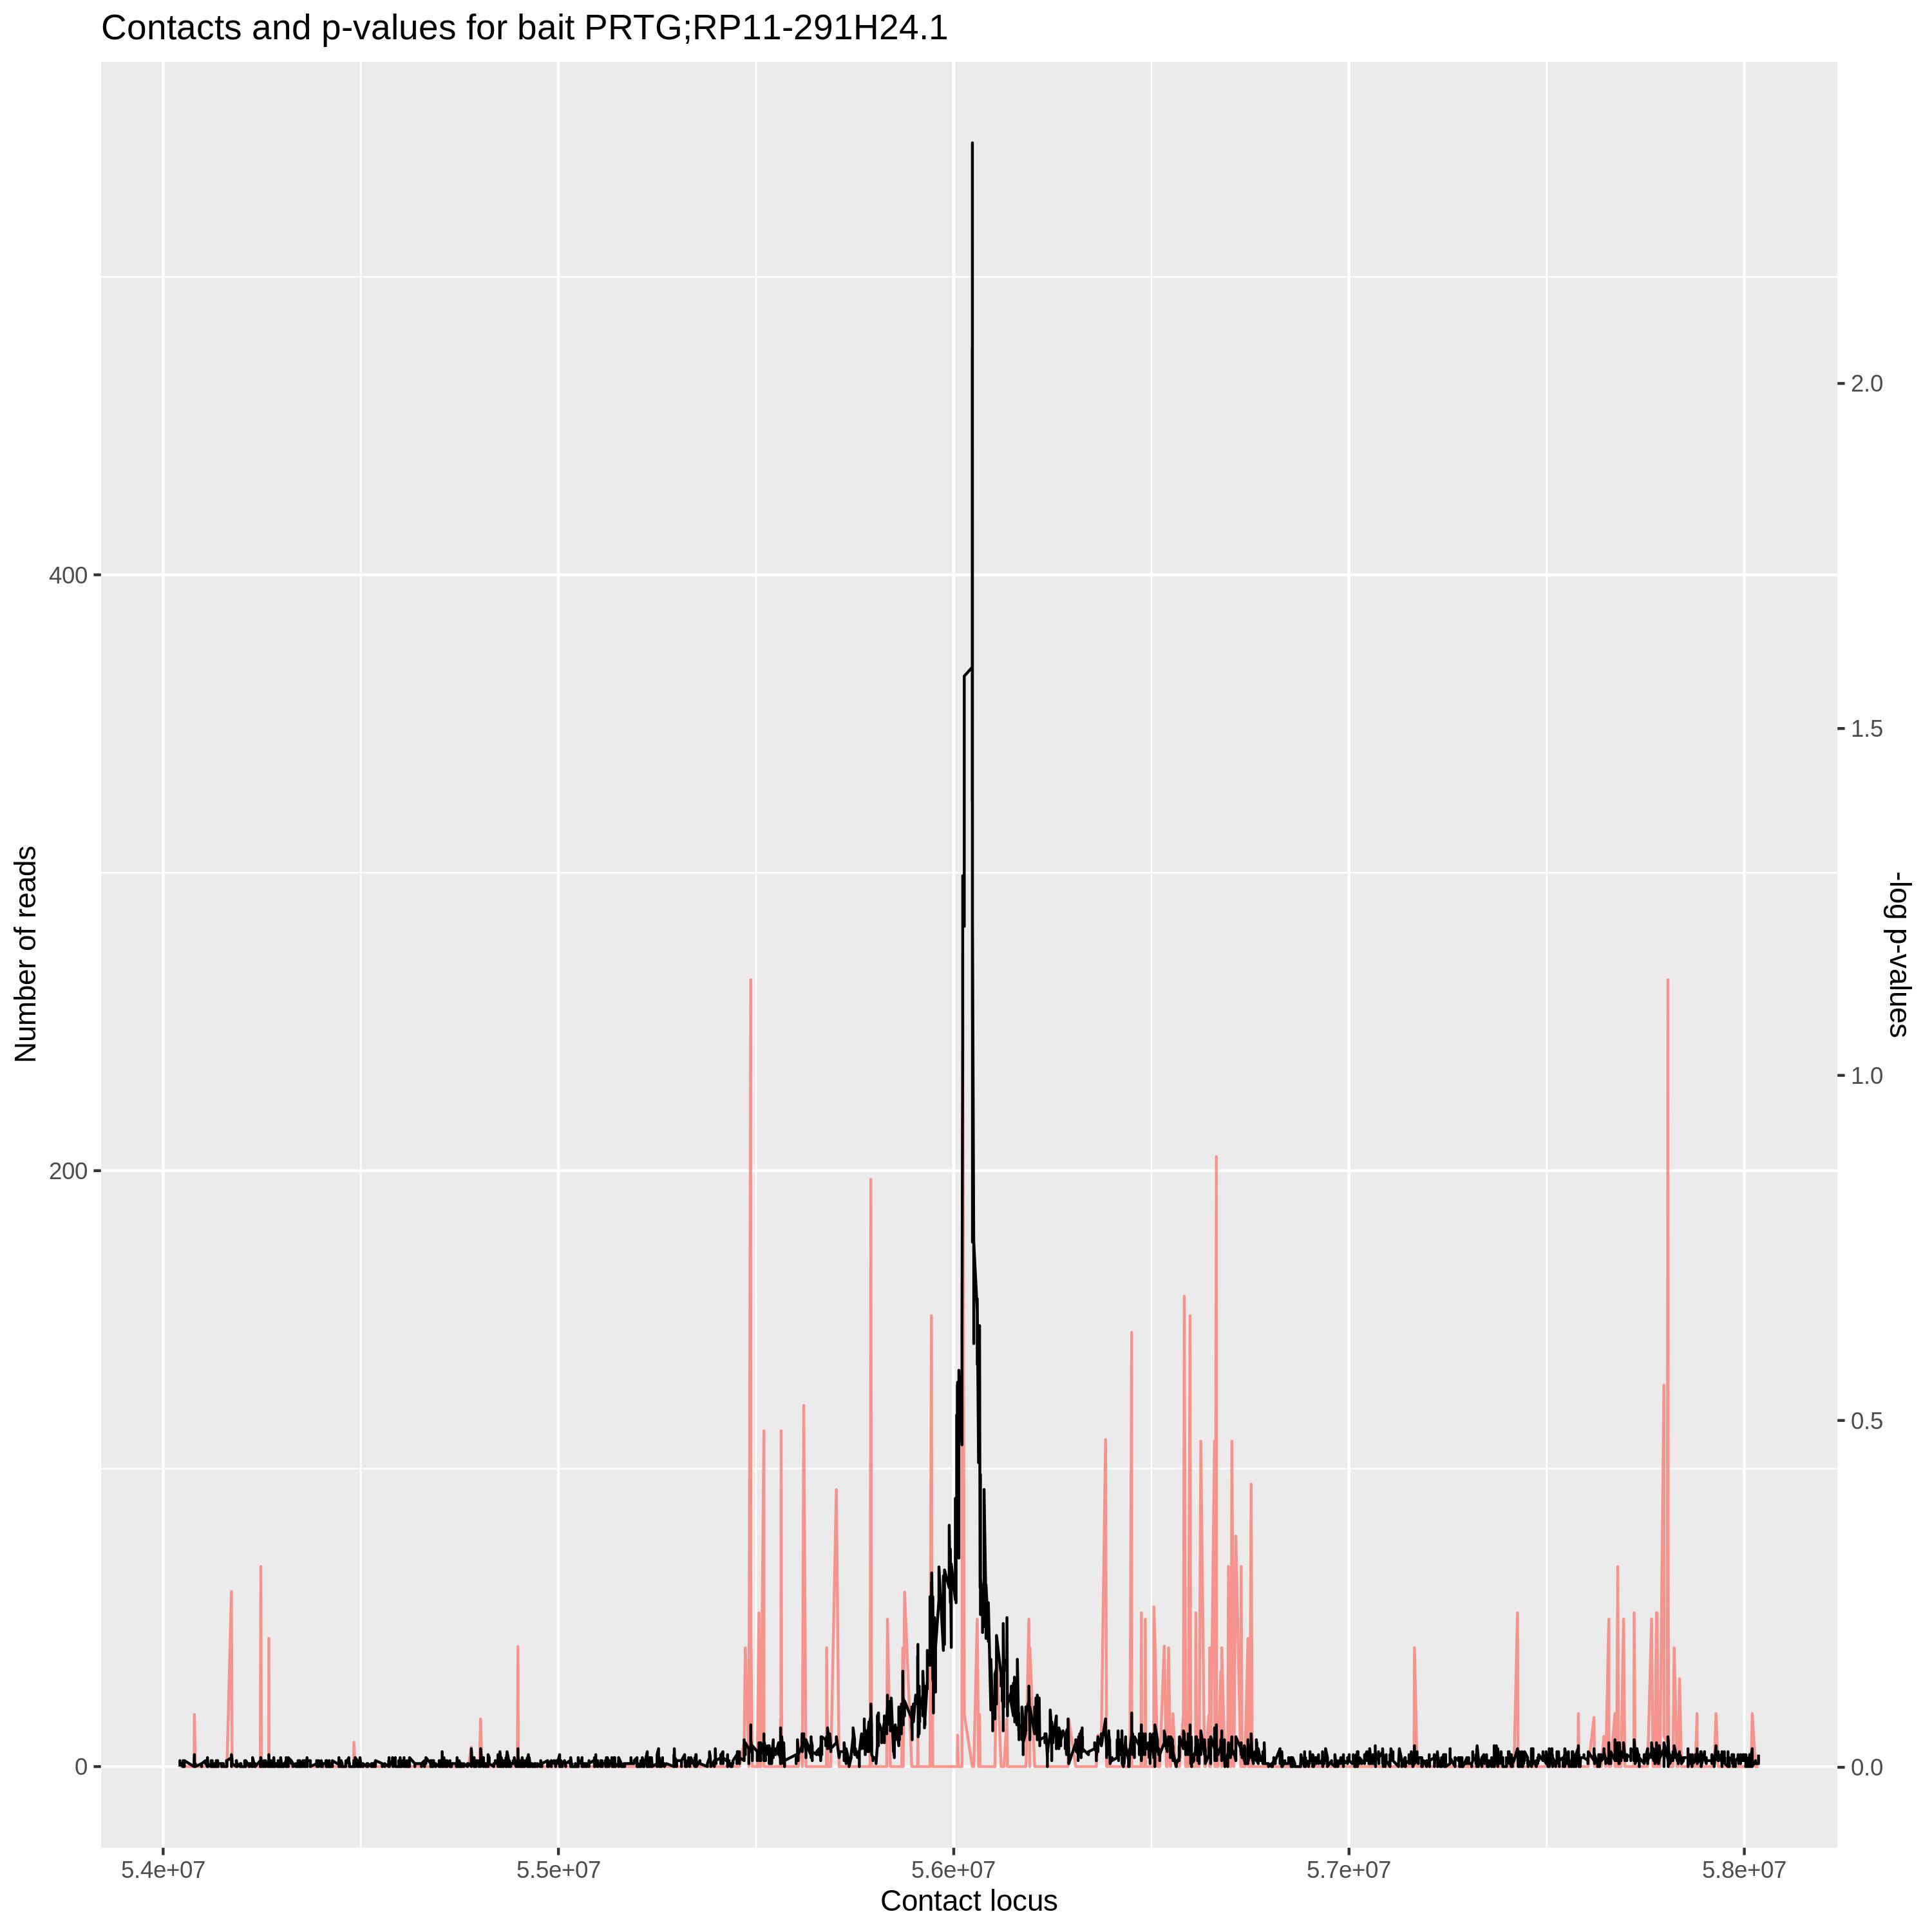 Contacts and p-values for bait PRTG;RP11-291H24.1
Number of reads
400
200
0
2.0
1.5
1.0
0.5
0.0
-log p-values
5.4e+07
5.5e+07
5.6e+07
5.7e+07
5.8e+07
Contact locus